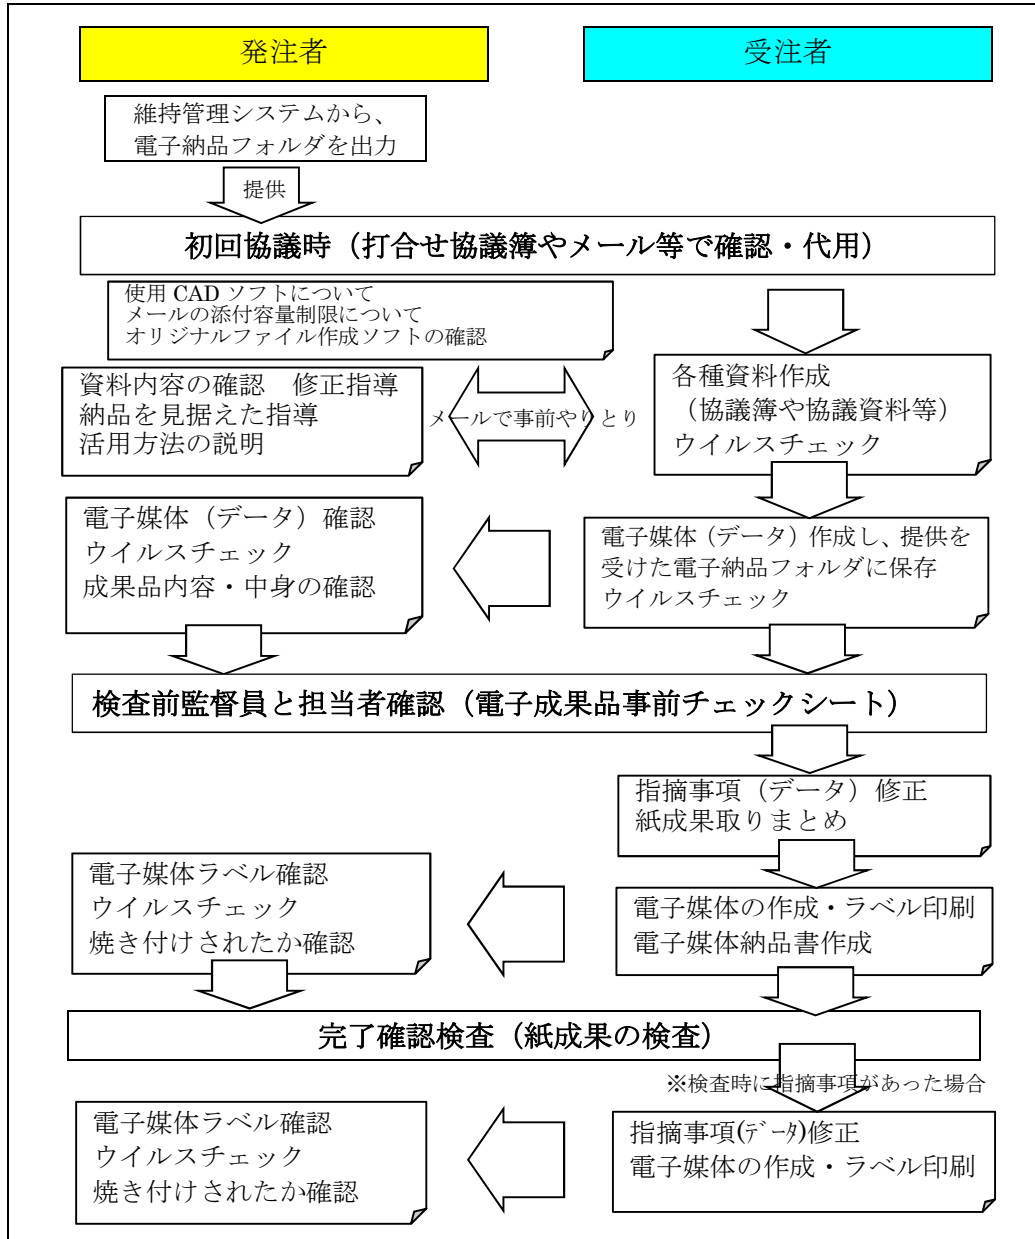 発注者
受注者
維持管理システムから、
電子納品フォルダを出力
提供
初回協議時（打合せ協議簿やメール等で確認・代用）
使用 CAD ソフトについて
メールの添付容量制限について
オリジナルファイル作成ソフトの確認
資料内容の確認　修正指導
納品を見据えた指導
活用方法の説明
メールで事前やりとり
各種資料作成
（協議簿や協議資料等）
ウイルスチェック
電子媒体（データ）確認
ウイルスチェック
成果品内容・中身の確認
電子媒体（データ）作成し、提供を
受けた電子納品フォルダに保存
ウイルスチェック
検査前監督員と担当者確認（電子成果品事前チェックシート）
指摘事項（データ）修正
紙成果取りまとめ
電子媒体ラベル確認
ウイルスチェック
焼き付けされたか確認
電子媒体の作成・ラベル印刷
電子媒体納品書作成
完了確認検査（紙成果の検査）
※検査時に指摘事項があった場合
電子媒体ラベル確認
ウイルスチェック
焼き付けされたか確認
指摘事項(ﾃﾞｰﾀ)修正
電子媒体の作成・ラベル印刷